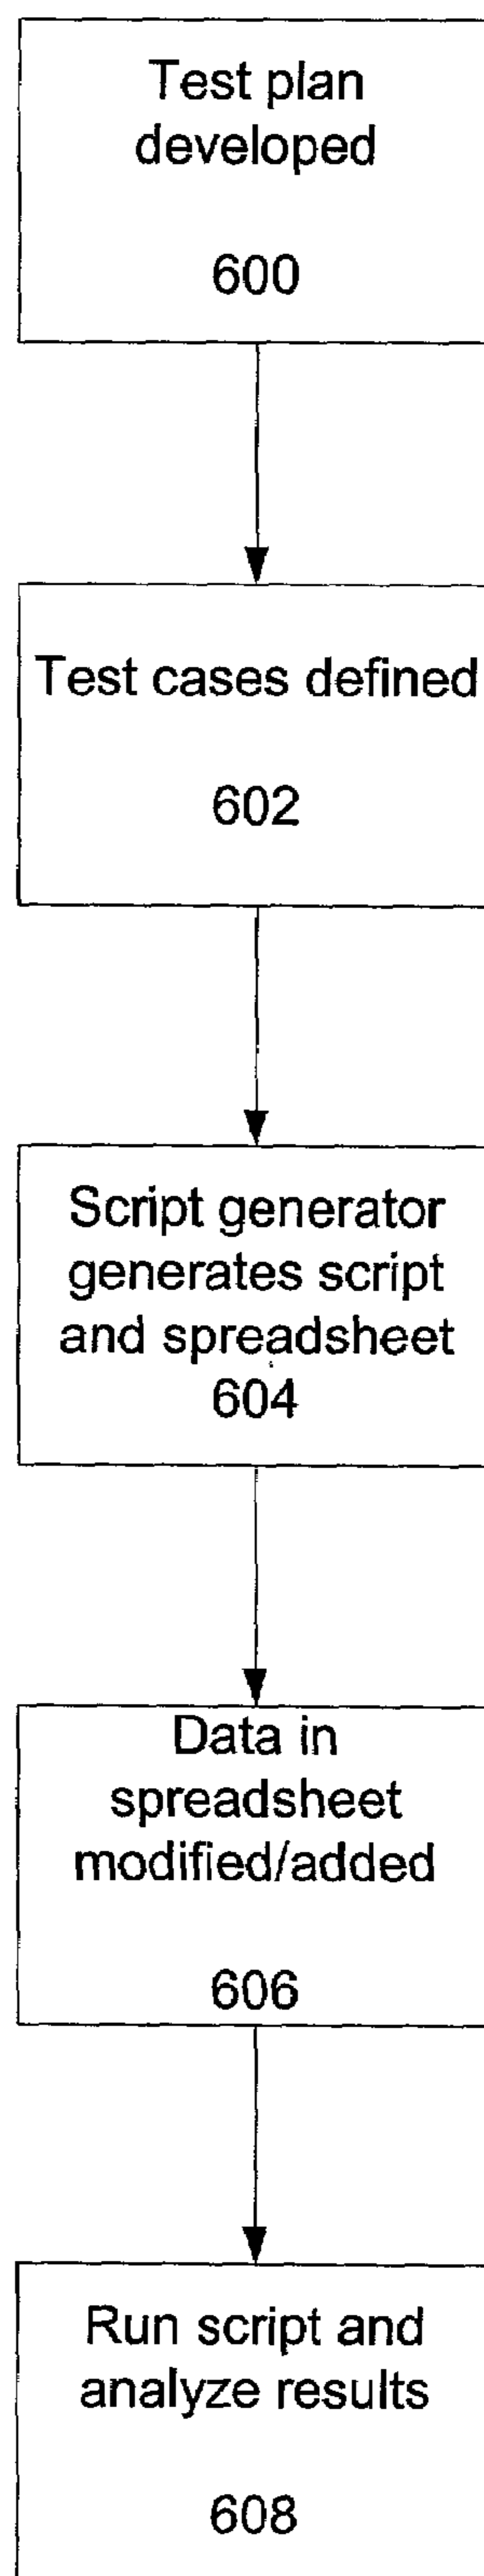 Test plan
developed
600
Test cases defined
602
Script generator
generates script
and spreadsheet
604
Data in
spreadsheet
modified/added
606
Run script and
analyze results
608